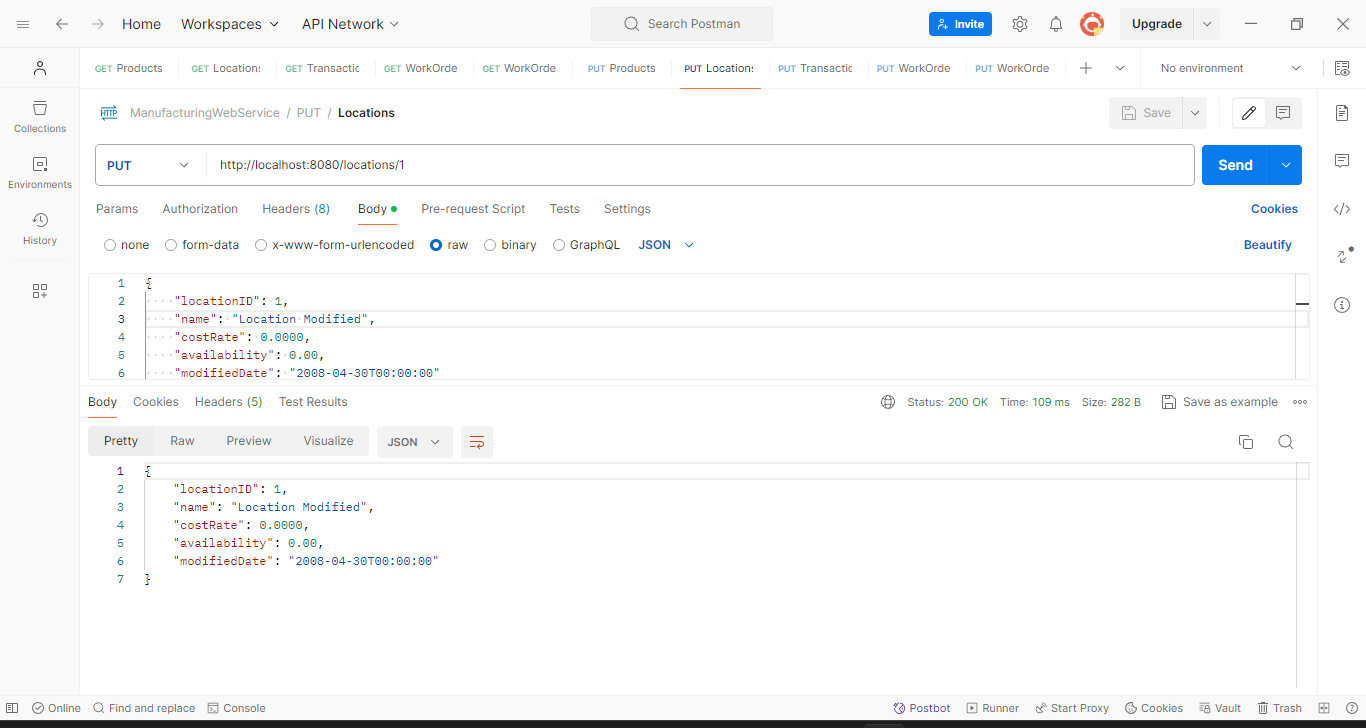 Home Workspaces API Network Search Postman Invite Upgrade
GET Products GET Locations GET Transactic GET WorkOrde GET WorkOrde PUT Products PUT Locations PUT Transactic PUT WorkOrde PUT WorkOrde No environment
HTTP ManufacturingWebService / PUT / Locations Save
Collections
Environments
History
PUT http://localhost:8080/locations/1 Send
Params Authorization Headers (8) Body Pre-request Script Tests Settings Cookies
none form-data x-www-form-urlencoded raw binary GraphQL JSON Beautify
1 {
2 "locationID": 1,
3 "name": "Location Modified",
4 "costRate": 0.0000,
5 "availability": 0.00,
6 "modifiedDate": "2008-04-30T00:00:00"
Body Cookies Headers (5) Test Results Status: 200 OK Time: 109 ms Size: 282 B Save as example
Pretty Raw Preview Visualize JSON
1 {
2 "locationID": 1,
3 "name": "Location Modified",
4 "costRate": 0.0000,
5 "availability": 0.00,
6 "modifiedDate": "2008-04-30T00:00:00"
7 }
Online Find and replace Console Postbot Runner Start Proxy Cookies Vault Trash